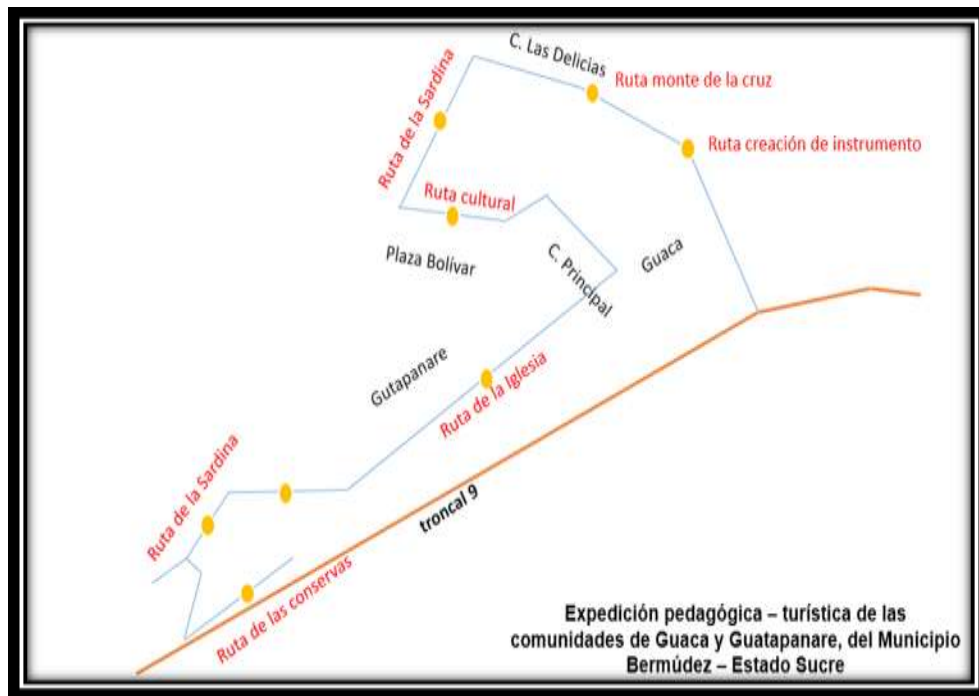 C. Las Delicias
Ruta monte de la cruz
Ruta de la Sardina
Ruta creación de instrumento
Ruta cultural
Plaza Bolívar
C. Principal
Guaca
Gutapanare
Ruta de la Iglesia
Ruta de la Sardina
troncal 9
Ruta de las conservas
Expedición pedagógica – turística de las
comunidades de Guaca y Guatapanare, del Municipio
Bermúdez – Estado Sucre